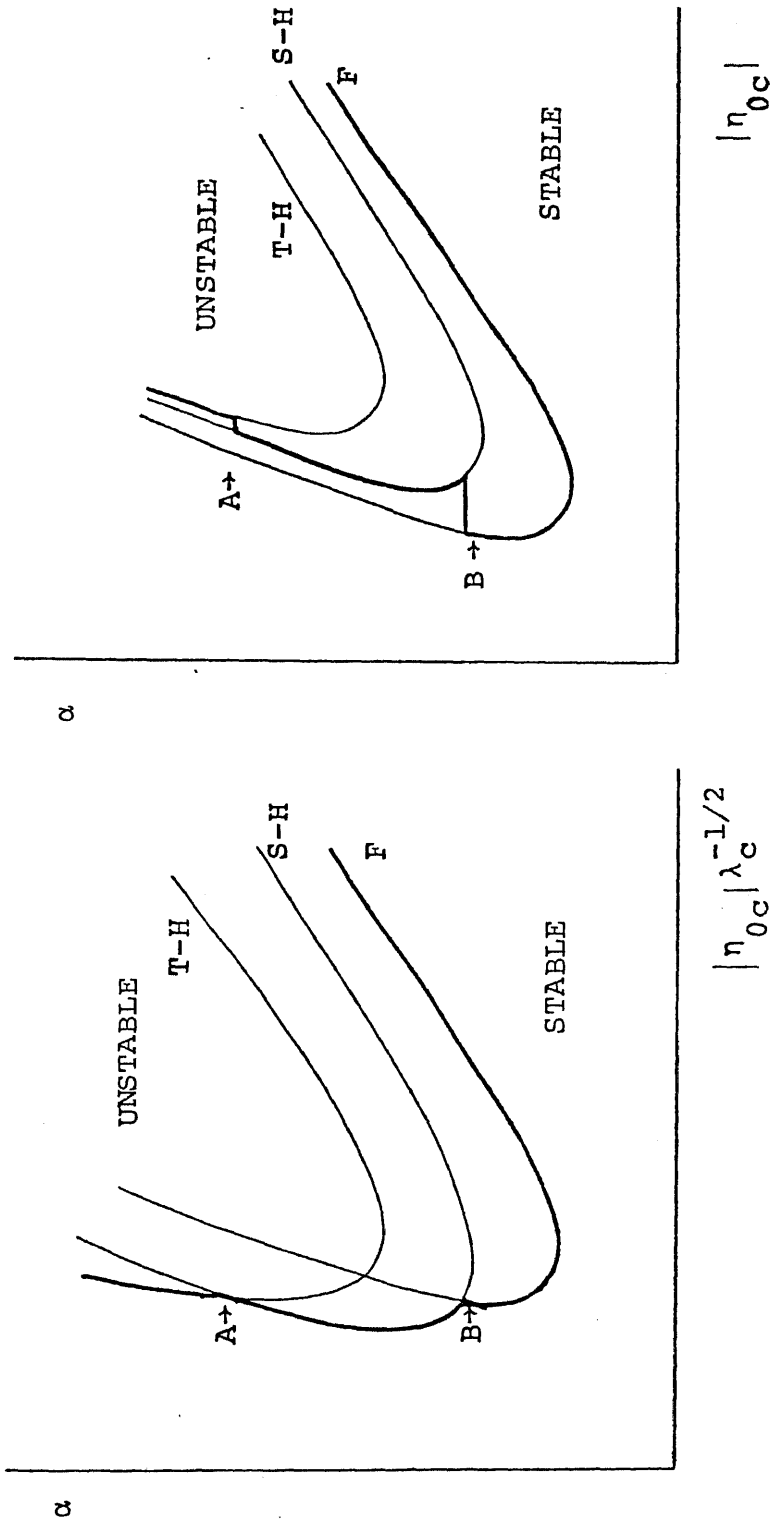 α
UNSTABLE
T-H
A→
S-H
F
B→
STABLE
|η₀c|λc^-1/2
α
UNSTABLE
A→
T-H
S-H
F
B→
STABLE
|η₀c|